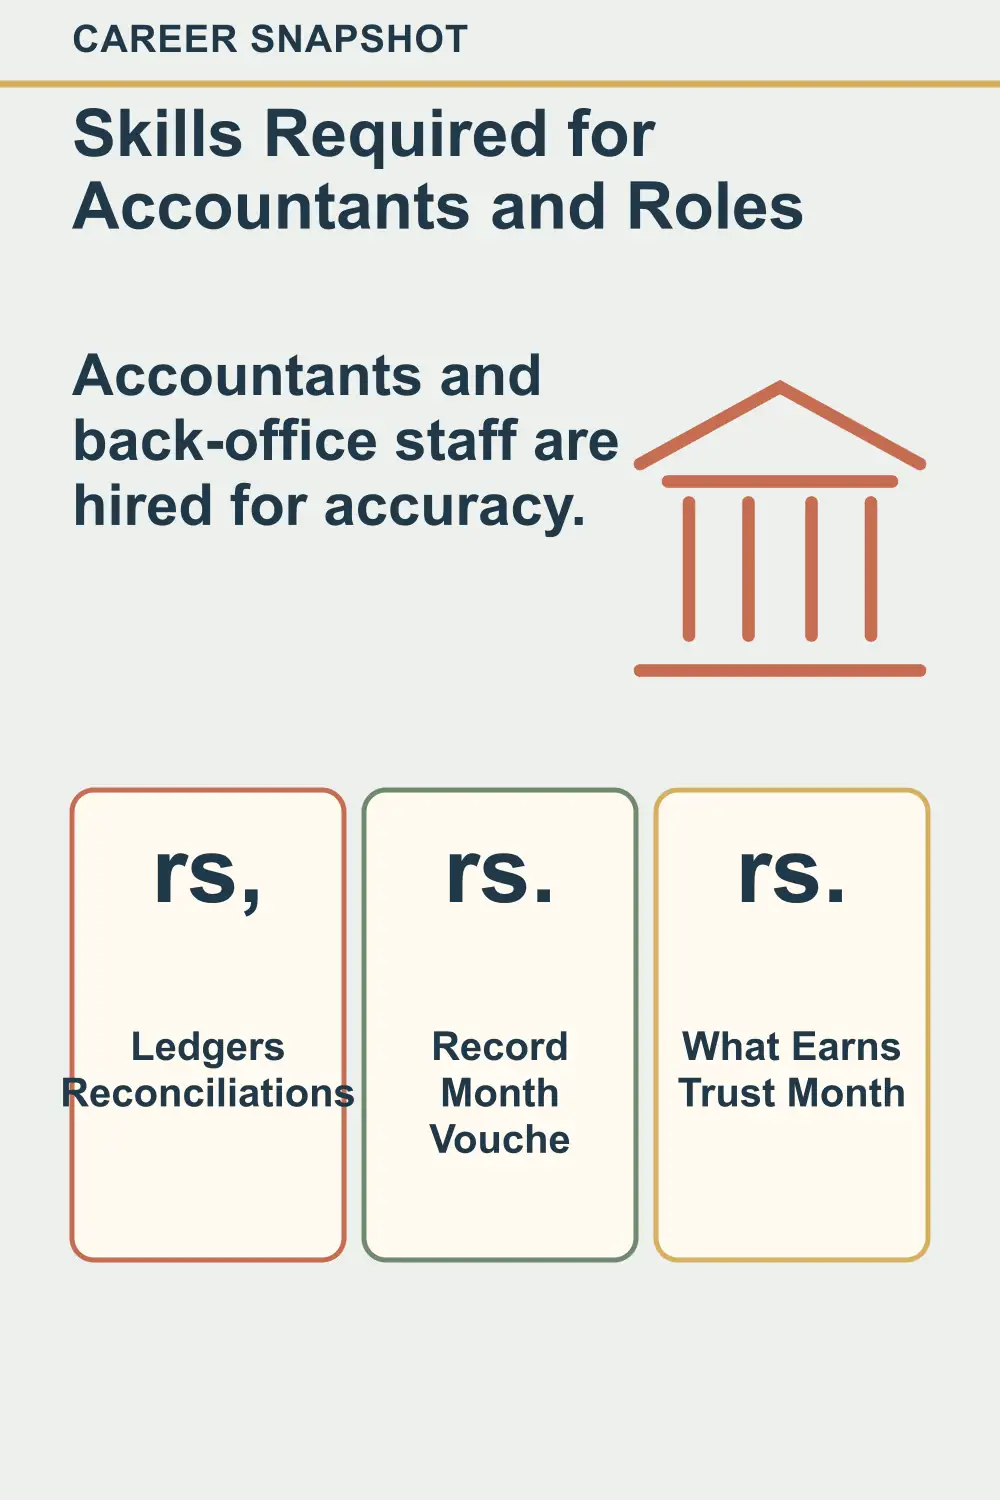 CAREER SNAPSHOT
Skills Required for
Accountants and Roles
Accountants and
back-office staff are
hired for accuracy.
rs,
Ledgers
Reconciliations
rs.
Record
Month
Vouche
rs.
What Earns
Trust Month